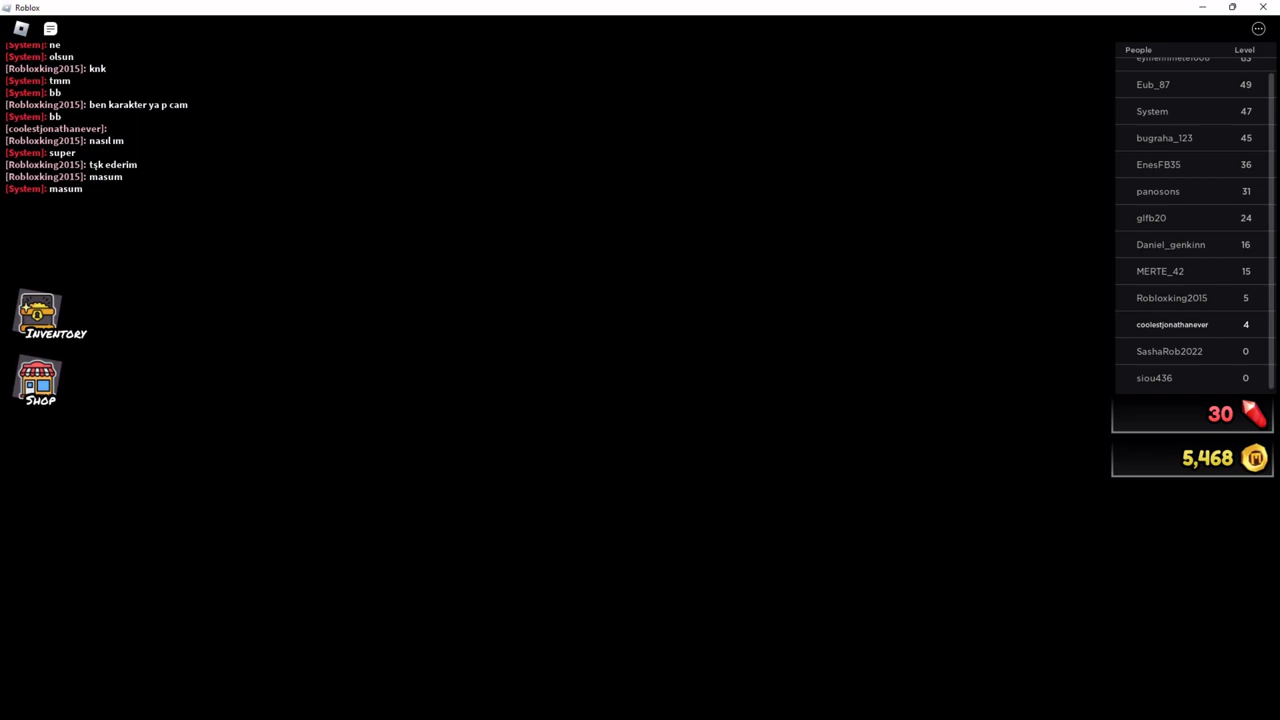 Roblox
[System]: ne
[System]: olsun
[Robloxking2015]: knk
[System]: tmm
[System]: bb
[Robloxking2015]: ben karakter ya p cam
[System]: bb
[coolestjonathanever]:
[Robloxking2015]: nasıl ım
[System]: super
[Robloxking2015]: tşk ederim
[Robloxking2015]: masum
[System]: masum
INVENTORY
SHOP
People Level
Eub_87 49
System 47
bugraha_123 45
EnesFB35 36
panosons 31
glfb20 24
Daniel_genkinn 16
MERTE_42 15
Robloxking2015 5
coolestjonathanever 4
SashaRob2022 0
siou436 0
30
5,468